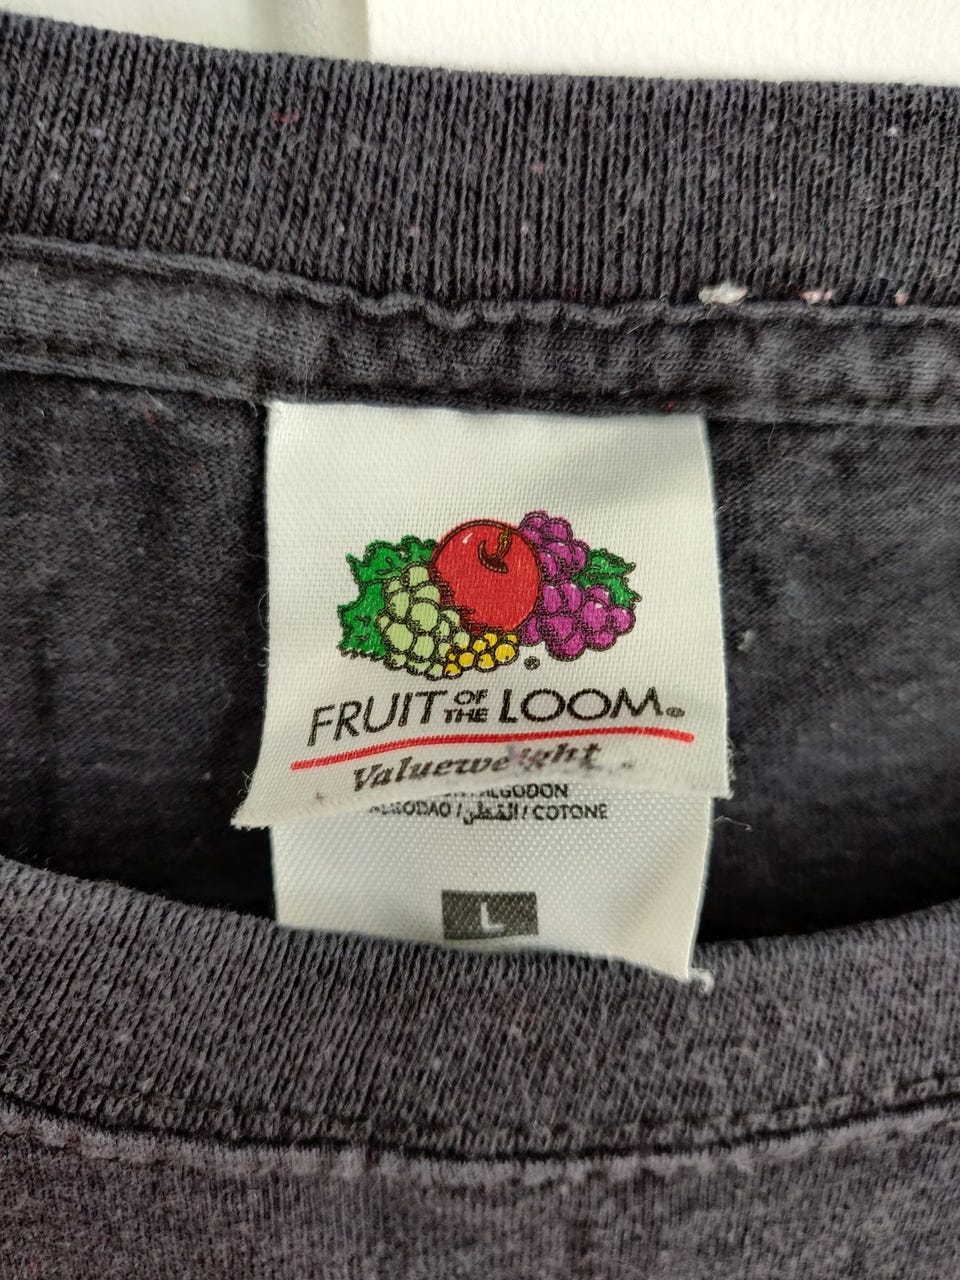 FRUIT OF THE LOOM®
Valueweight
ALGODON
ALGODAO / القطن / COTONE
L